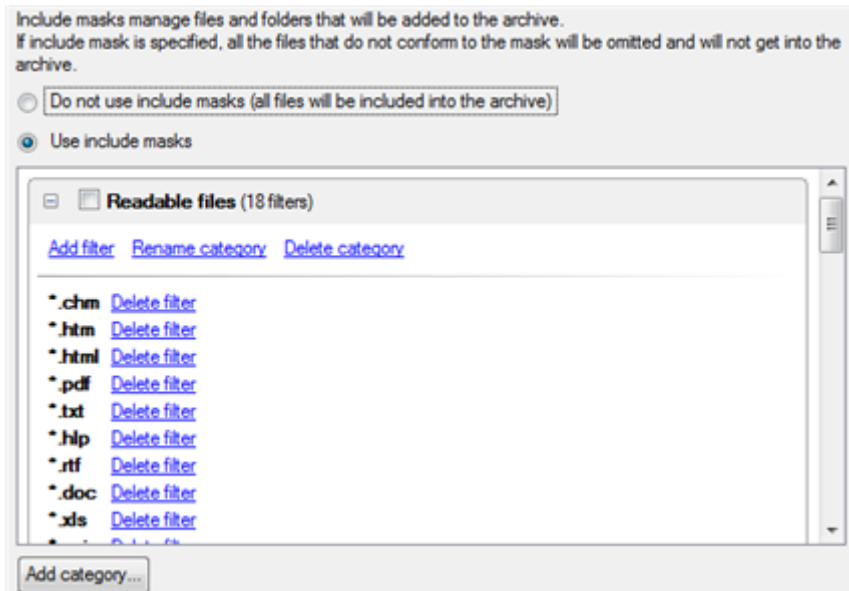 Include masks manage files and folders that will be added to the archive.
If include mask is specified, all the files that do not conform to the mask will be omitted and will not get into the
archive.
Do not use include masks (all files will be included into the archive)
Use include masks
Readable files (18 filters)
Add filter Rename category Delete category
*.chm Delete filter
*.htm Delete filter
*.html Delete filter
*.pdf Delete filter
*.txt Delete filter
*.hlp Delete filter
*.rtf Delete filter
*.doc Delete filter
*.xls Delete filter
Add category...